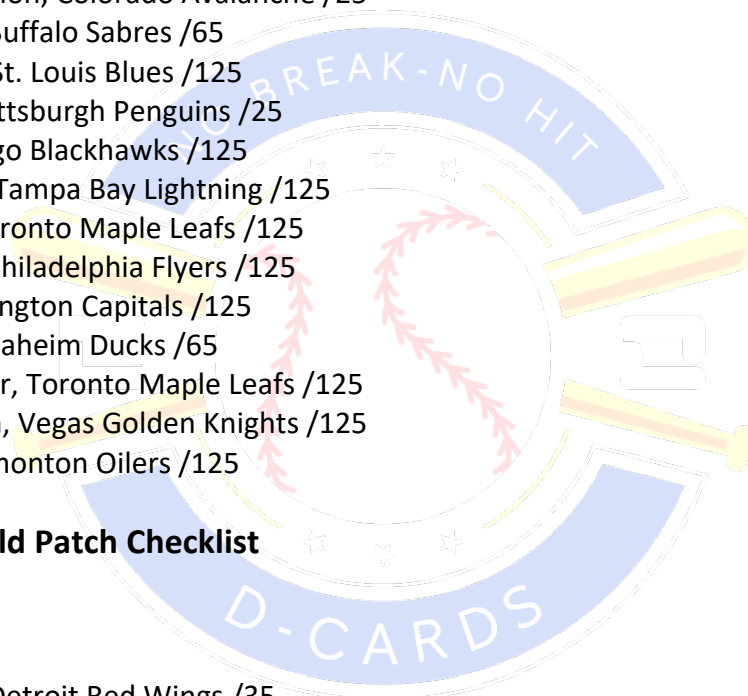 Colorado Avalanche /25
Buffalo Sabres /65
St. Louis Blues /125
ttsburgh Penguins /25
go Blackhawks /125
Tampa Bay Lightning /125
ronto Maple Leafs /125
hiladelphia Flyers /125
ngton Capitals /125
aheim Ducks /65
r, Toronto Maple Leafs /125
, Vegas Golden Knights /125
monton Oilers /125
ld Patch Checklist
Detroit Red Wings /35
NO BREAK-NO HIT
D-CARDS